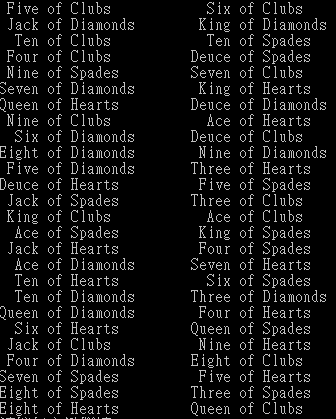 Five of Clubs Six of Clubs
Jack of Diamonds King of Diamonds
Ten of Clubs Ten of Spades
Four of Clubs Deuce of Spades
Nine of Spades Seven of Clubs
Seven of Diamonds King of Hearts
Queen of Hearts Deuce of Diamonds
Nine of Clubs Ace of Hearts
Six of Diamonds Deuce of Clubs
Eight of Diamonds Nine of Diamonds
Five of Diamonds Three of Hearts
Deuce of Hearts Five of Spades
Jack of Spades Three of Clubs
King of Clubs Ace of Clubs
Ace of Spades King of Spades
Jack of Hearts Four of Spades
Ace of Diamonds Seven of Hearts
Ten of Hearts Six of Spades
Ten of Diamonds Three of Diamonds
Queen of Diamonds Four of Hearts
Six of Hearts Queen of Spades
Jack of Clubs Nine of Hearts
Four of Diamonds Eight of Clubs
Seven of Spades Five of Hearts
Eight of Spades Three of Spades
Eight of Hearts Queen of Clubs